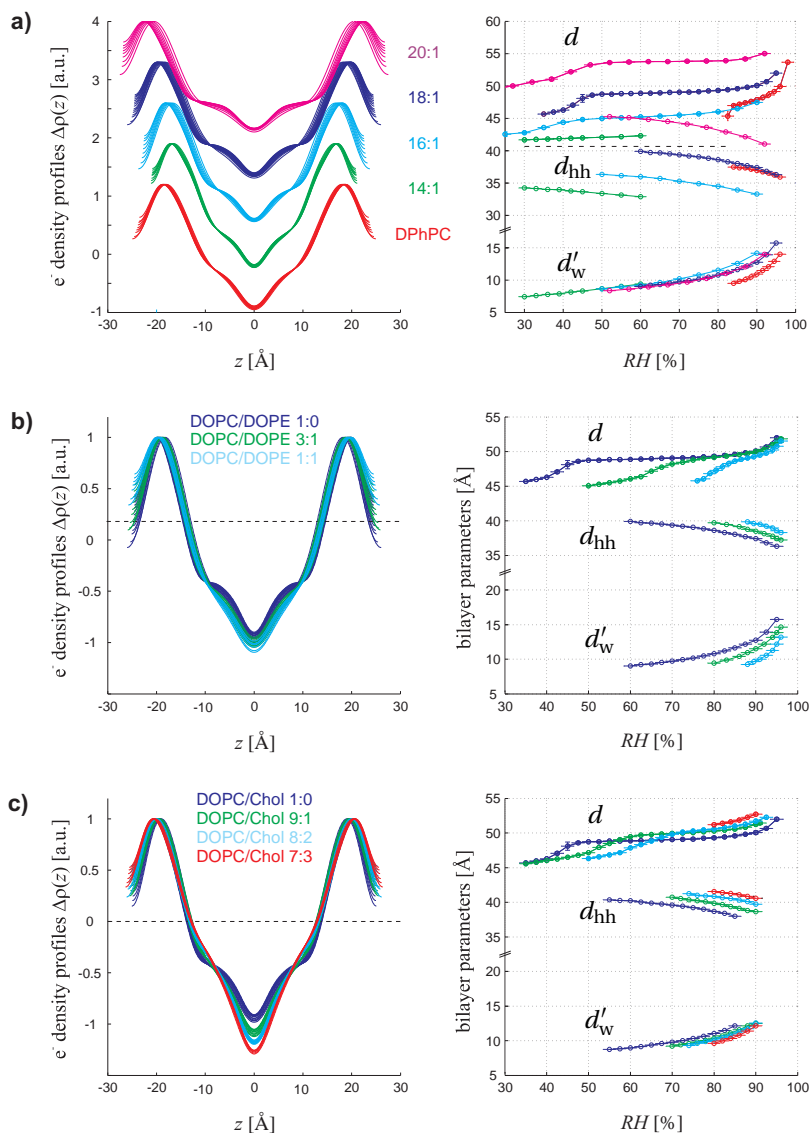 a)
e⁻ density profiles Δρ(z) [a.u.]
4
3
2
1
0
-1
-30 -20 -10 0 10 20 30
z [Å]
20:1
18:1
16:1
14:1
DPhPC
60
55
50
45
40
35
30
15
10
5
30 40 50 60 70 80 90 100
RH [%]
d
d_hh
d′_w
b)
e⁻ density profiles Δρ(z) [a.u.]
1
0.5
0
-0.5
-1
-30 -20 -10 0 10 20 30
z [Å]
DOPC/DOPE 1:0
DOPC/DOPE 3:1
DOPC/DOPE 1:1
bilayer parameters [Å]
55
50
45
40
35
20
15
10
5
30 40 50 60 70 80 90 100
RH [%]
d
d_hh
d′_w
c)
e⁻ density profiles Δρ(z) [a.u.]
1
0.5
0
-0.5
-1
-30 -20 -10 0 10 20 30
z [Å]
DOPC/Chol 1:0
DOPC/Chol 9:1
DOPC/Chol 8:2
DOPC/Chol 7:3
bilayer parameters [Å]
55
50
45
40
35
20
15
10
5
30 40 50 60 70 80 90 100
RH [%]
d
d_hh
d′_w